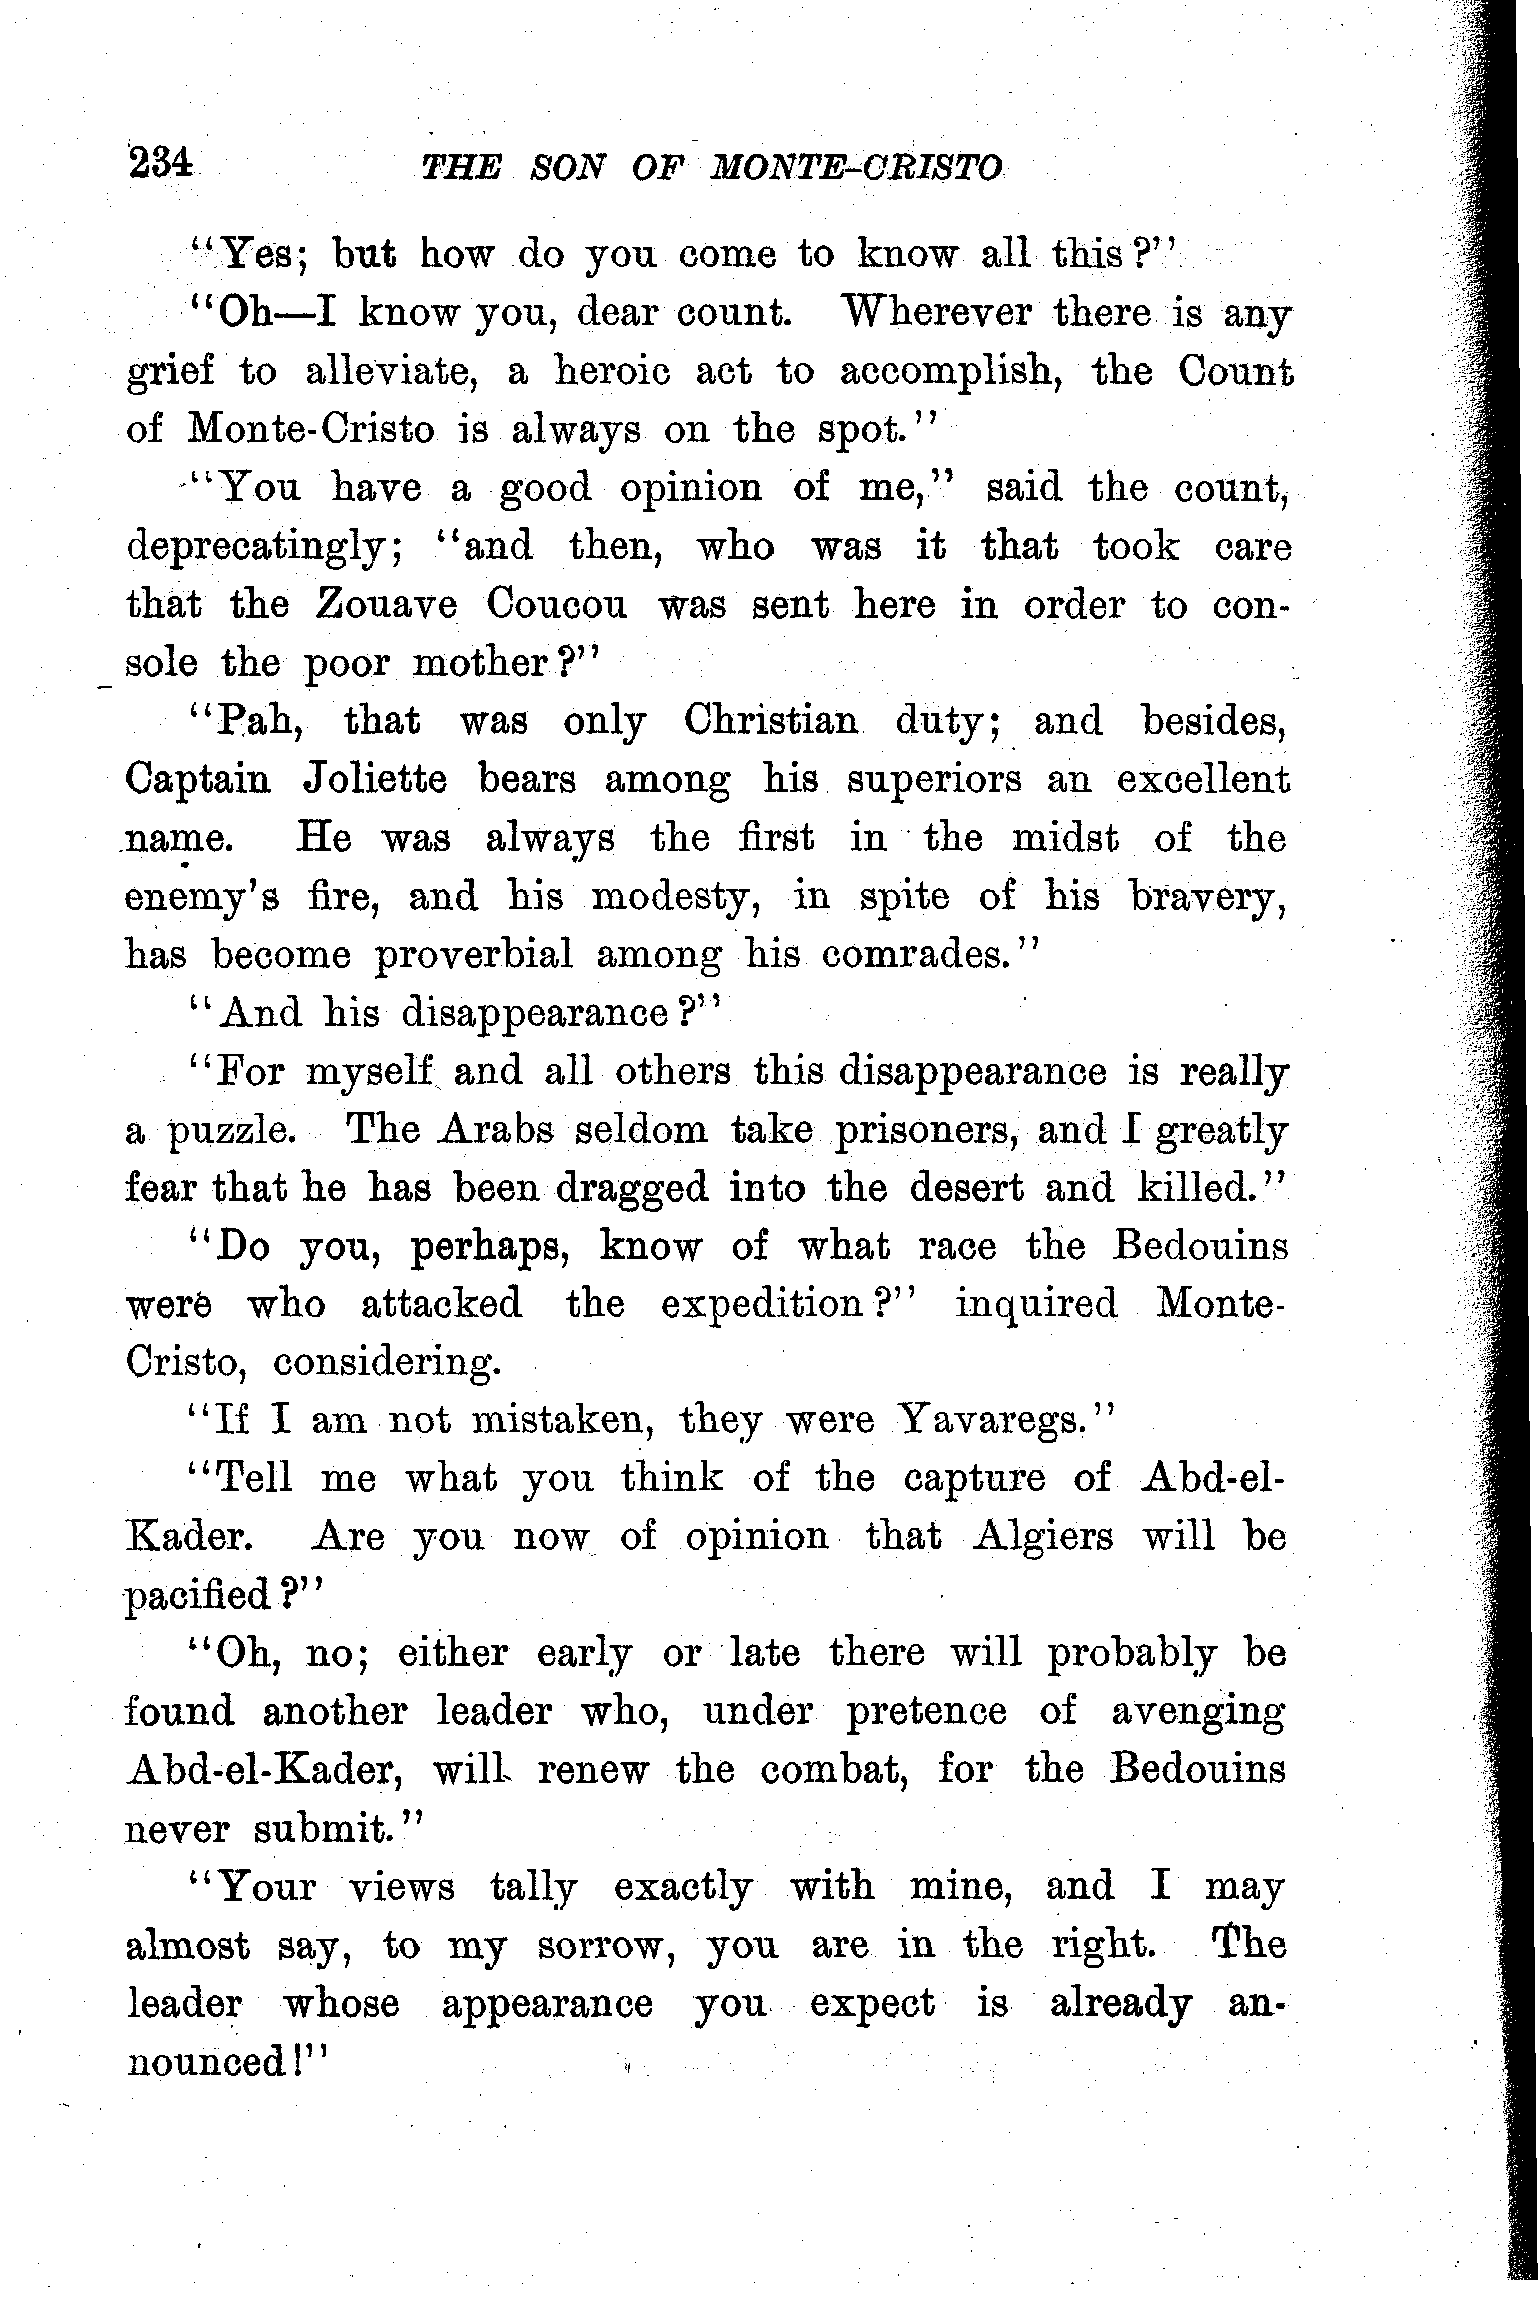 234 THE SON OF MONTE-CRISTO
"Yes; but how do you come to know all this?"
"Oh—I know you, dear count. Wherever there is any
grief to alleviate, a heroic act to accomplish, the Count
of Monte-Cristo is always on the spot."
"You have a good opinion of me," said the count,
deprecatingly; "and then, who was it that took care
that the Zouave Coucou was sent here in order to con-
sole the poor mother?"
"Pah, that was only Christian duty; and besides,
Captain Joliette bears among his superiors an excellent
name. He was always the first in the midst of the
enemy's fire, and his modesty, in spite of his bravery,
has become proverbial among his comrades."
"And his disappearance?"
"For myself and all others this disappearance is really
a puzzle. The Arabs seldom take prisoners, and I greatly
fear that he has been dragged into the desert and killed."
"Do you, perhaps, know of what race the Bedouins
were who attacked the expedition?" inquired Monte-
Cristo, considering.
"If I am not mistaken, they were Yavaregs."
"Tell me what you think of the capture of Abd-el-
Kader. Are you now of opinion that Algiers will be
pacified?"
"Oh, no; either early or late there will probably be
found another leader who, under pretence of avenging
Abd-el-Kader, will renew the combat, for the Bedouins
never submit."
"Your views tally exactly with mine, and I may
almost say, to my sorrow, you are in the right. The
leader whose appearance you expect is already an-
nounced!"